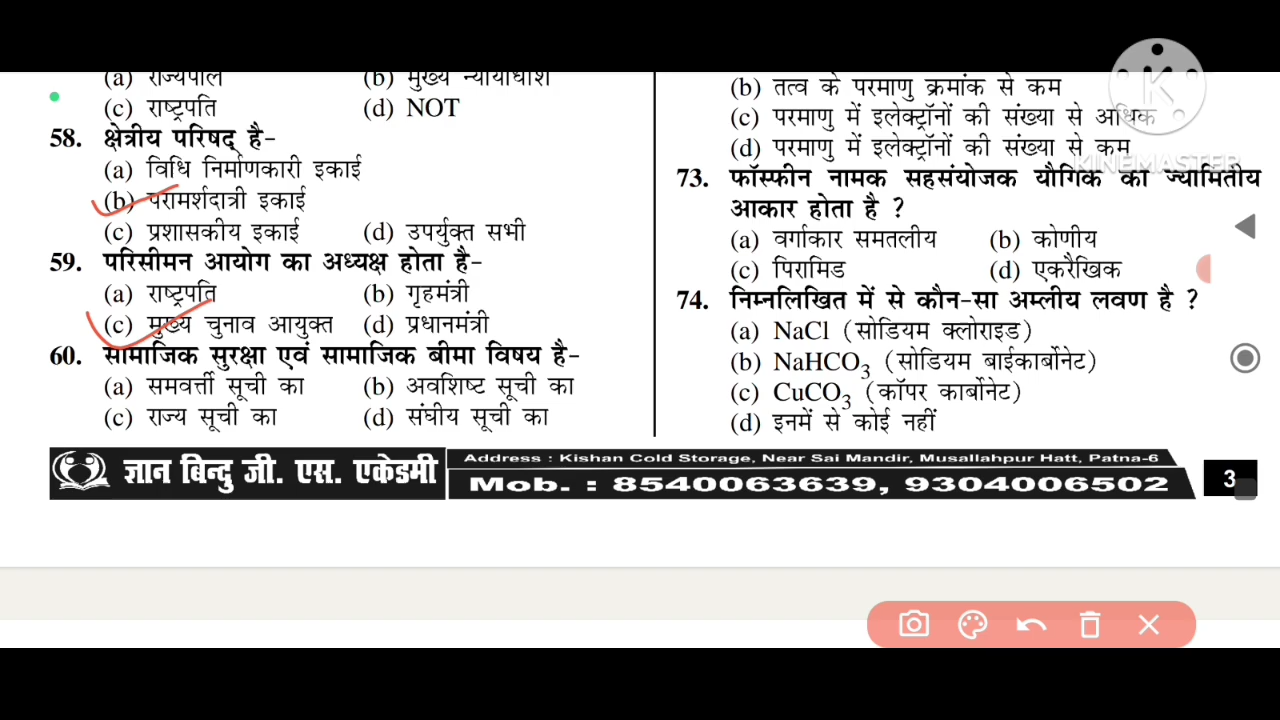 (a) राज्यपाल (b) मुख्य न्यायाधीश
(c) राष्ट्रपति (d) NOT
58. क्षेत्रीय परिषद् है-
(a) विधि निर्माणकारी इकाई
(b) परामर्शदात्री इकाई
(c) प्रशासकीय इकाई (d) उपर्युक्त सभी
59. परिसीमन आयोग का अध्यक्ष होता है-
(a) राष्ट्रपति (b) गृहमंत्री
(c) मुख्य चुनाव आयुक्त (d) प्रधानमंत्री
60. सामाजिक सुरक्षा एवं सामाजिक बीमा विषय है-
(a) समवर्त्ती सूची का (b) अवशिष्ट सूची का
(c) राज्य सूची का (d) संघीय सूची का
(b) तत्व के परमाणु क्रमांक से कम
(c) परमाणु में इलेक्ट्रॉनों की संख्या से अधिक
(d) परमाणु में इलेक्ट्रॉनों की संख्या से कम
73. फॉस्फीन नामक सहसंयोजक यौगिक का ज्यामितीय
आकार होता है ?
(a) वर्गाकार समतलीय (b) कोणीय
(c) पिरामिड (d) एकरैखिक
74. निम्नलिखित में से कौन-सा अम्लीय लवण है ?
(a) NaCl (सोडियम क्लोराइड)
(b) NaHCO3 (सोडियम बाईकार्बोनेट)
(c) CuCO3 (कॉपर कार्बोनेट)
(d) इनमें से कोई नहीं
K
KINEMASTER
ज्ञान बिन्दु जी. एस. एकेडमी
Address : Kishan Cold Storage, Near Sai Mandir, Musallahpur Hatt, Patna-6
Mob. : 8540063639, 9304006502
3